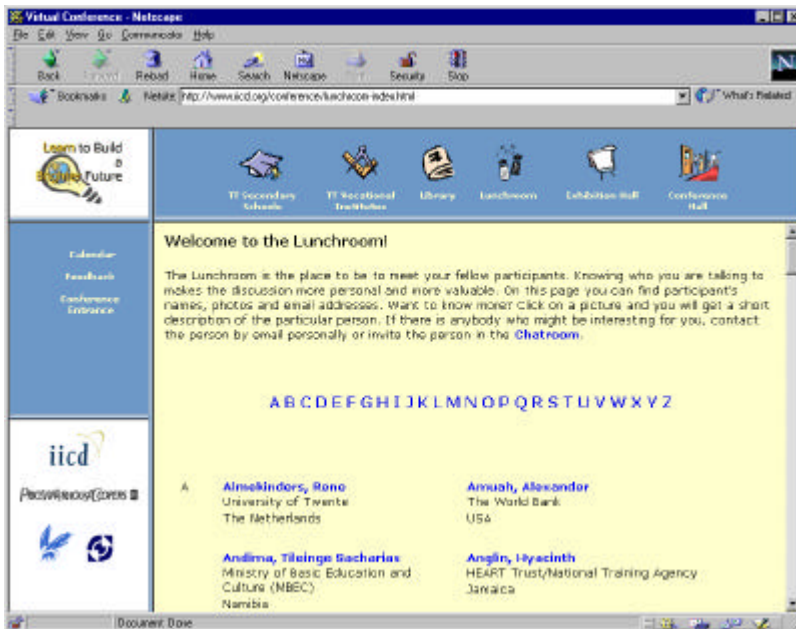 Virtual Conference - Netscape
File Edit View Go Communicator Help
Back Forward Reload Home Search Netscape Print Security Stop
Bookmarks Netsite: http://www.iicd.org/conference/lunchroom-index.html What's Related
Learn to Build
a
Future
TT Secondary
Schools
TT Vocational
Institutes
Library
Lunchroom
Exhibition Hall
Conference
Hall
Calendar
Feedback
Conference
Entrance
Welcome to the Lunchroom!
The Lunchroom is the place to be to meet your fellow participants. Knowing who you are talking to
makes the discussion more personal and more valuable. On this page you can find participant's
names, photos and email addresses. Want to know more? Click on a picture and you will get a short
description of the particular person. If there is anybody who might be interesting for you, contact
the person by email personally or invite the person in the Chatroom.
A B C D E F G H I J K L M N O P Q R S T U V W X Y Z
iicd
PRICEWATERHOUSECOOPERS
A
Almekinders, Rene
University of Twente
The Netherlands
Amuah, Alexander
The World Bank
USA
Andima, Tileinge Sacharias
Ministry of Basic Education and
Culture (MBEC)
Namibia
Anglin, Hyacinth
HEART Trust/National Training Agency
Jamaica
Document Done